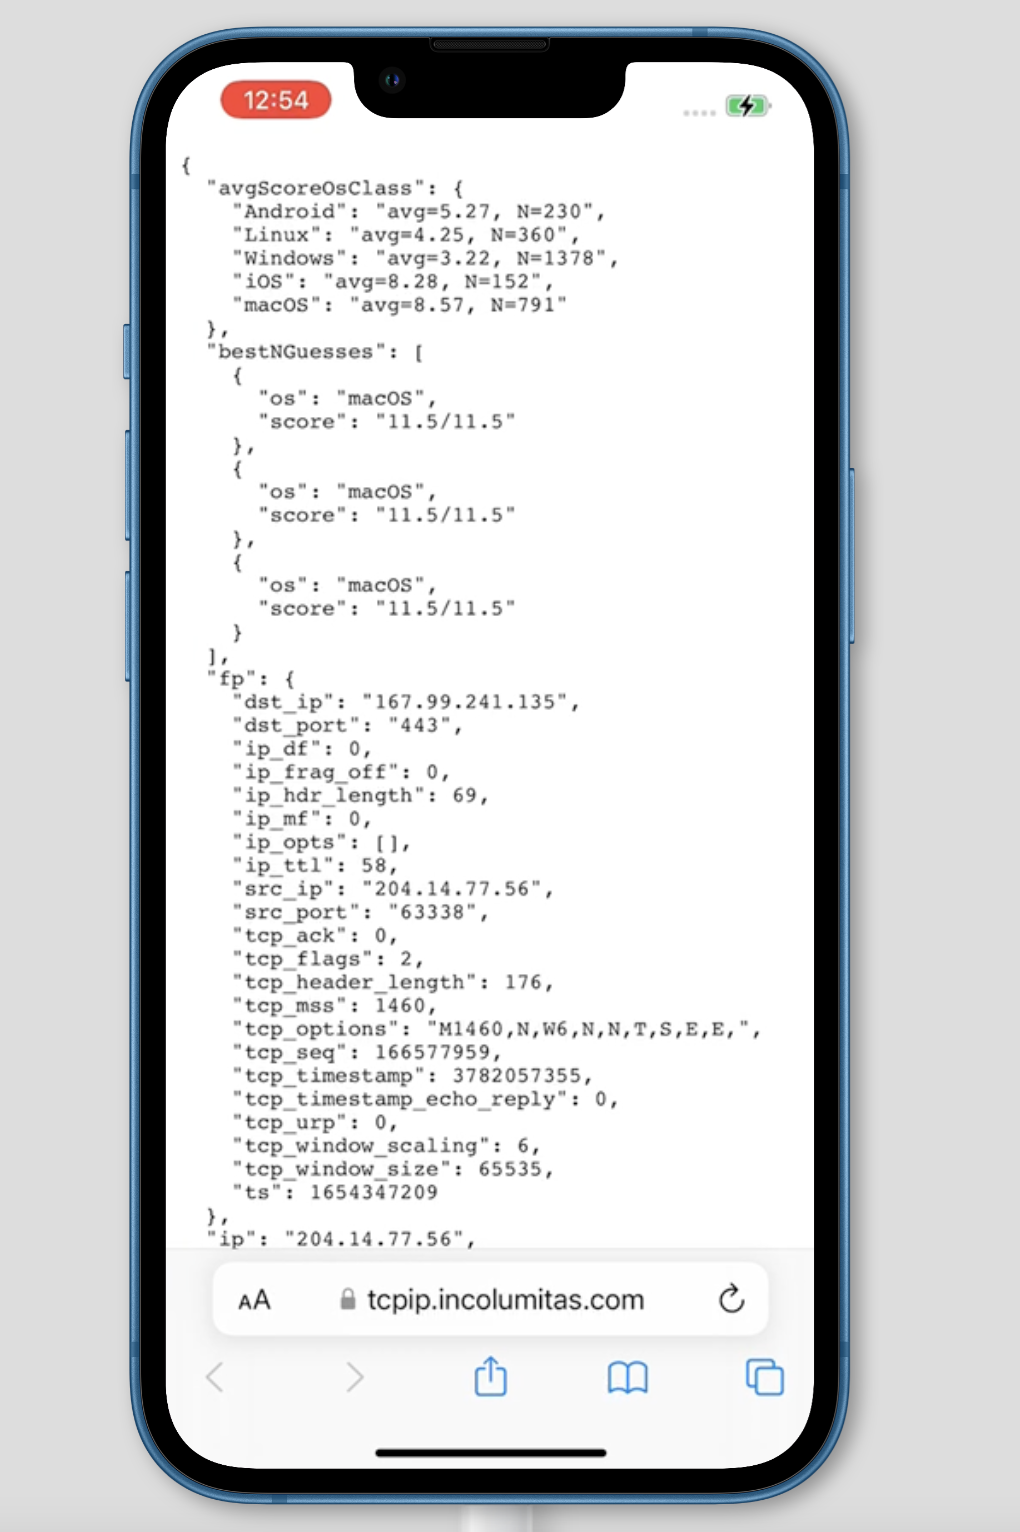 12:54
{
"avgScoreOsClass": {
"Android": "avg=5.27, N=230",
"Linux": "avg=4.25, N=360",
"Windows": "avg=3.22, N=1378",
"iOS": "avg=8.28, N=152",
"macOS": "avg=8.57, N=791"
},
"bestNGuesses": [
{
"os": "macOS",
"score": "11.5/11.5"
},
{
"os": "macOS",
"score": "11.5/11.5"
},
{
"os": "macOS",
"score": "11.5/11.5"
}
],
"fp": {
"dst_ip": "167.99.241.135",
"dst_port": "443",
"ip_df": 0,
"ip_frag_off": 0,
"ip_hdr_length": 69,
"ip_mf": 0,
"ip_opts": [],
"ip_ttl": 58,
"src_ip": "204.14.77.56",
"src_port": "63338",
"tcp_ack": 0,
"tcp_flags": 2,
"tcp_header_length": 176,
"tcp_mss": 1460,
"tcp_options": "M1460,N,W6,N,N,T,S,E,E,",
"tcp_seq": 166577959,
"tcp_timestamp": 3782057355,
"tcp_timestamp_echo_reply": 0,
"tcp_urp": 0,
"tcp_window_scaling": 6,
"tcp_window_size": 65535,
"ts": 1654347209
},
"ip": "204.14.77.56",
AA tcpip.incolumitas.com